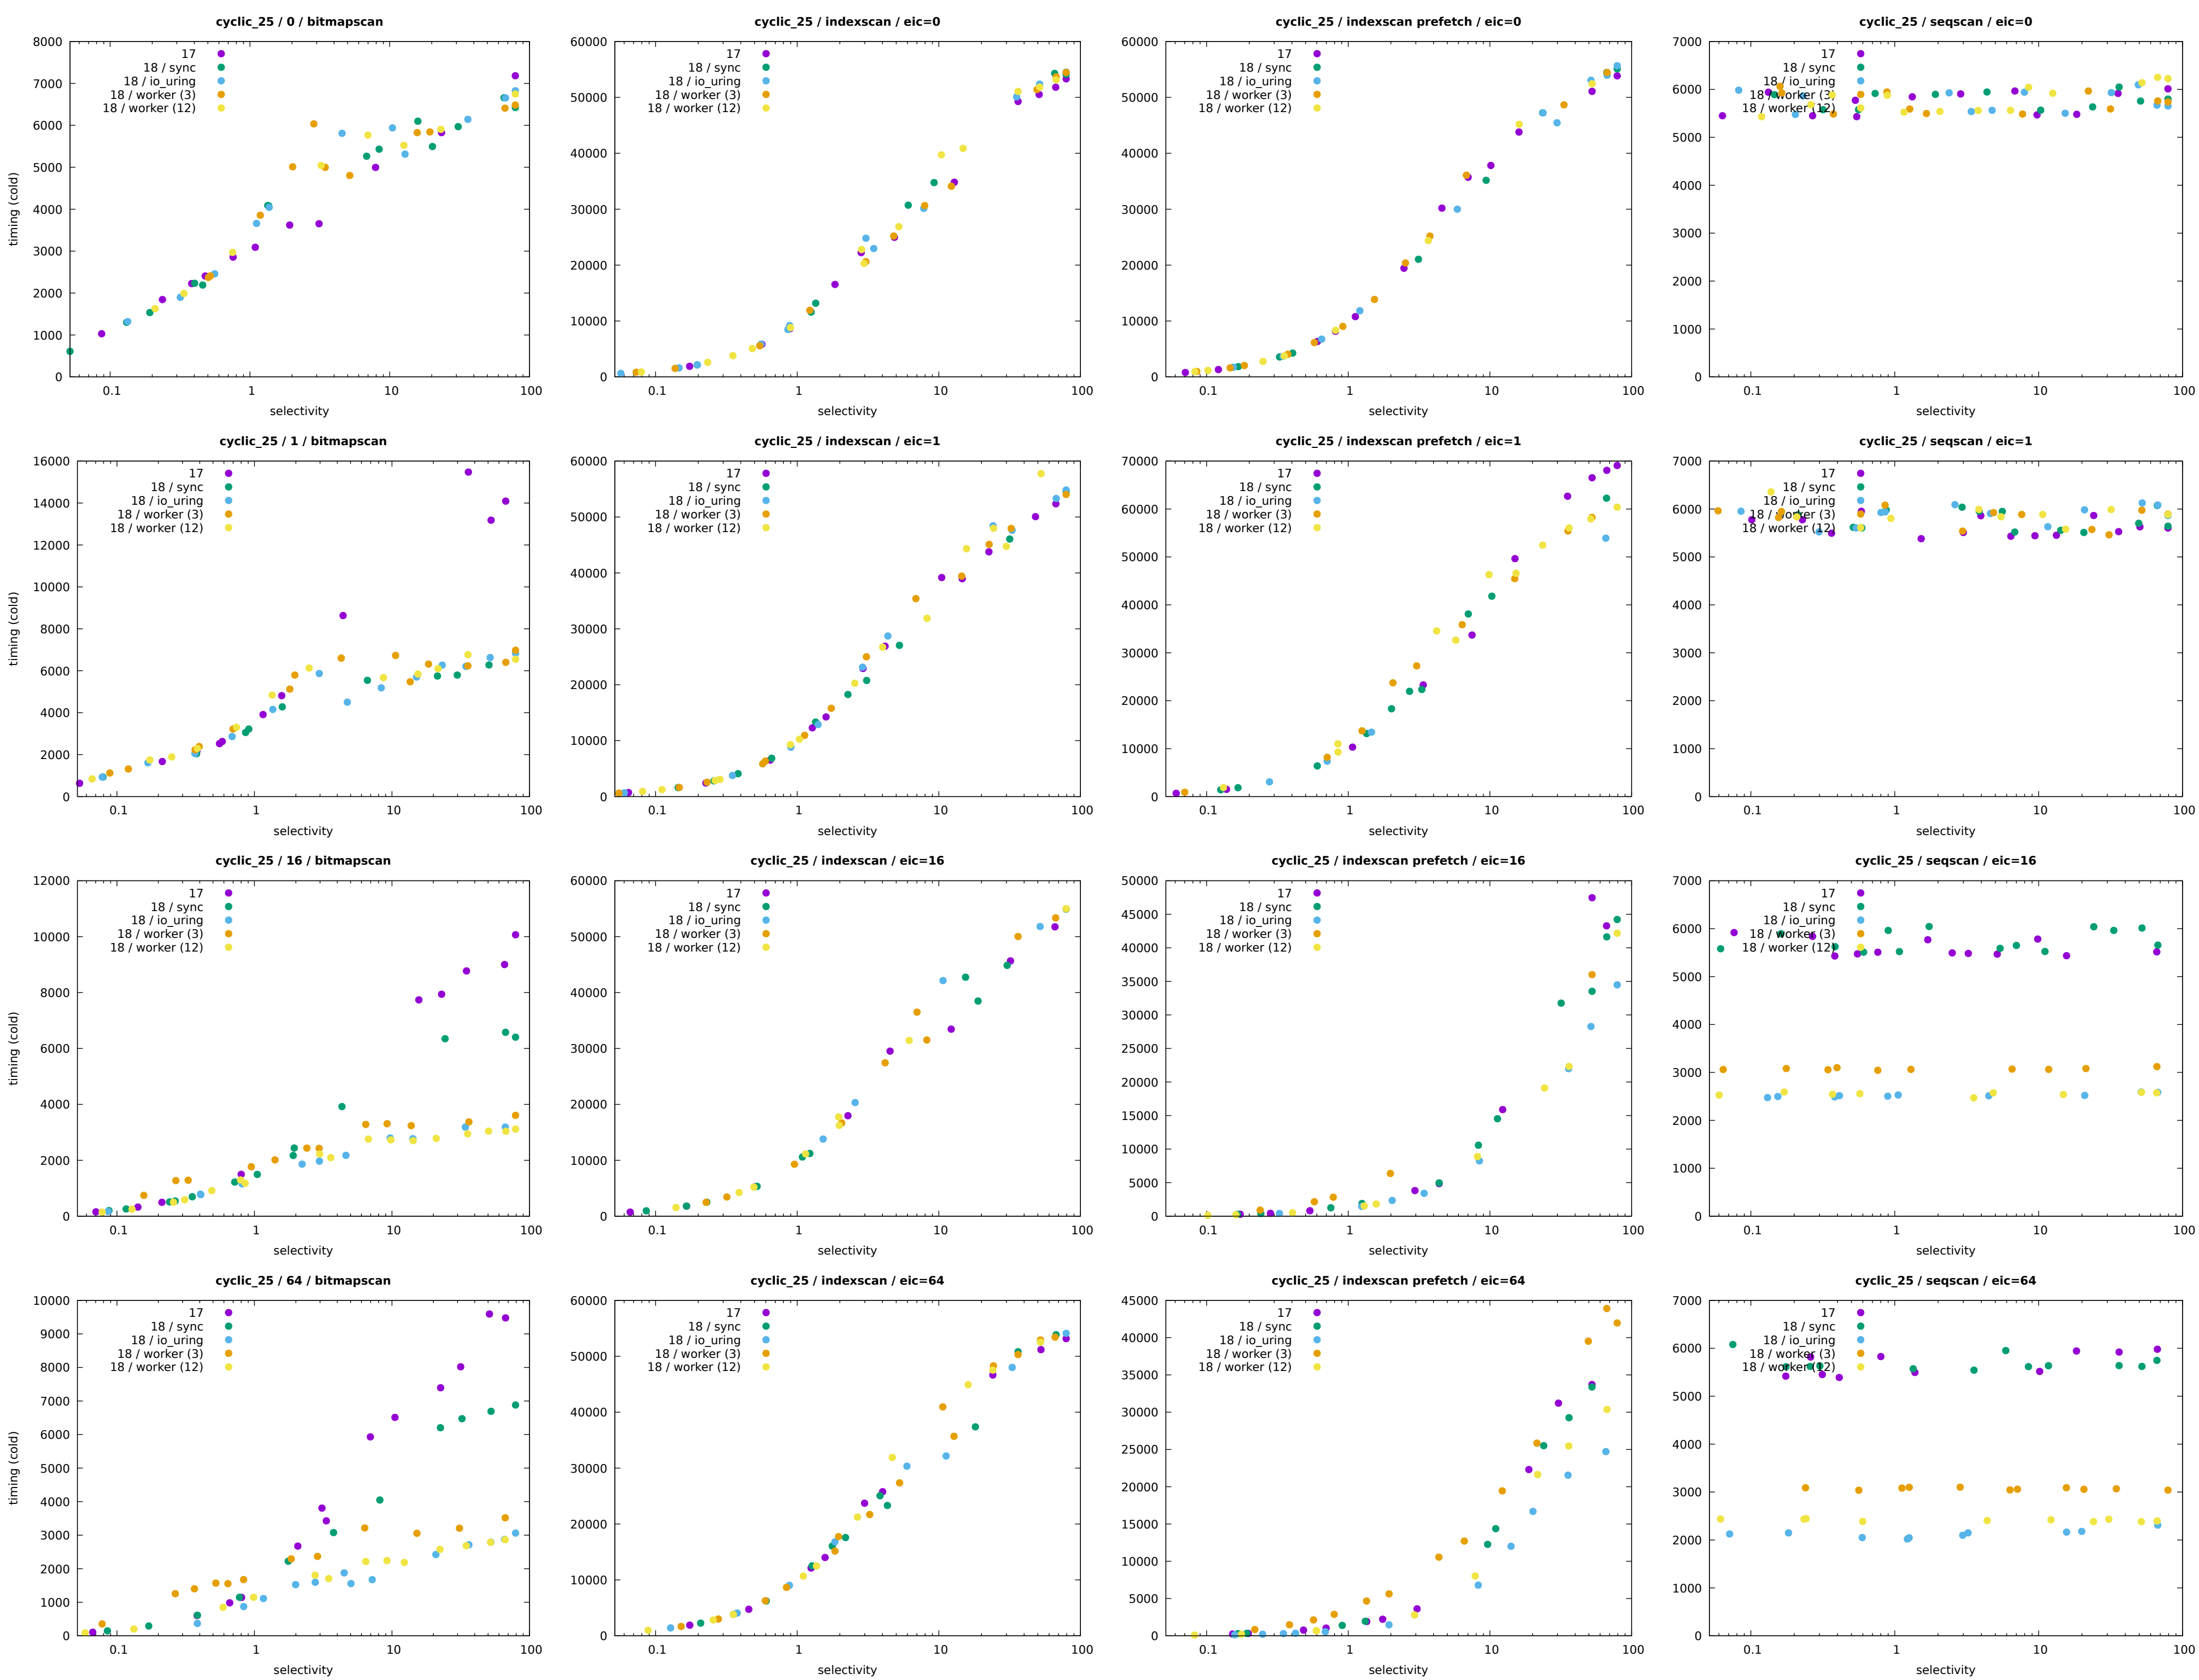 cyclic_25 / 0 / bitmapscan
timing (cold)
8000
7000
6000
5000
4000
3000
2000
1000
0
17
18 / sync
18 / io_uring
18 / worker (3)
18 / worker (12)
0.1 1 10 100
selectivity
cyclic_25 / indexscan / eic=0
60000
50000
40000
30000
20000
10000
0
17
18 / sync
18 / io_uring
18 / worker (3)
18 / worker (12)
0.1 1 10 100
selectivity
cyclic_25 / indexscan prefetch / eic=0
60000
50000
40000
30000
20000
10000
0
17
18 / sync
18 / io_uring
18 / worker (3)
18 / worker (12)
0.1 1 10 100
selectivity
cyclic_25 / seqscan / eic=0
7000
6000
5000
4000
3000
2000
1000
0
17
18 / sync
18 / io_uring
18 / worker (3)
18 / worker (12)
0.1 1 10 100
selectivity
cyclic_25 / 1 / bitmapscan
timing (cold)
16000
14000
12000
10000
8000
6000
4000
2000
0
17
18 / sync
18 / io_uring
18 / worker (3)
18 / worker (12)
0.1 1 10 100
selectivity
cyclic_25 / indexscan / eic=1
60000
50000
40000
30000
20000
10000
0
17
18 / sync
18 / io_uring
18 / worker (3)
18 / worker (12)
0.1 1 10 100
selectivity
cyclic_25 / indexscan prefetch / eic=1
70000
60000
50000
40000
30000
20000
10000
0
17
18 / sync
18 / io_uring
18 / worker (3)
18 / worker (12)
0.1 1 10 100
selectivity
cyclic_25 / seqscan / eic=1
7000
6000
5000
4000
3000
2000
1000
0
17
18 / sync
18 / io_uring
18 / worker (3)
18 / worker (12)
0.1 1 10 100
selectivity
cyclic_25 / 16 / bitmapscan
timing (cold)
12000
10000
8000
6000
4000
2000
0
17
18 / sync
18 / io_uring
18 / worker (3)
18 / worker (12)
0.1 1 10 100
selectivity
cyclic_25 / indexscan / eic=16
60000
50000
40000
30000
20000
10000
0
17
18 / sync
18 / io_uring
18 / worker (3)
18 / worker (12)
0.1 1 10 100
selectivity
cyclic_25 / indexscan prefetch / eic=16
50000
45000
40000
35000
30000
25000
20000
15000
10000
5000
0
17
18 / sync
18 / io_uring
18 / worker (3)
18 / worker (12)
0.1 1 10 100
selectivity
cyclic_25 / seqscan / eic=16
7000
6000
5000
4000
3000
2000
1000
0
17
18 / sync
18 / io_uring
18 / worker (3)
18 / worker (12)
0.1 1 10 100
selectivity
cyclic_25 / 64 / bitmapscan
timing (cold)
10000
9000
8000
7000
6000
5000
4000
3000
2000
1000
0
17
18 / sync
18 / io_uring
18 / worker (3)
18 / worker (12)
0.1 1 10 100
selectivity
cyclic_25 / indexscan / eic=64
60000
50000
40000
30000
20000
10000
0
17
18 / sync
18 / io_uring
18 / worker (3)
18 / worker (12)
0.1 1 10 100
selectivity
cyclic_25 / indexscan prefetch / eic=64
45000
40000
35000
30000
25000
20000
15000
10000
5000
0
17
18 / sync
18 / io_uring
18 / worker (3)
18 / worker (12)
0.1 1 10 100
selectivity
cyclic_25 / seqscan / eic=64
7000
6000
5000
4000
3000
2000
1000
0
17
18 / sync
18 / io_uring
18 / worker (3)
18 / worker (12)
0.1 1 10 100
selectivity